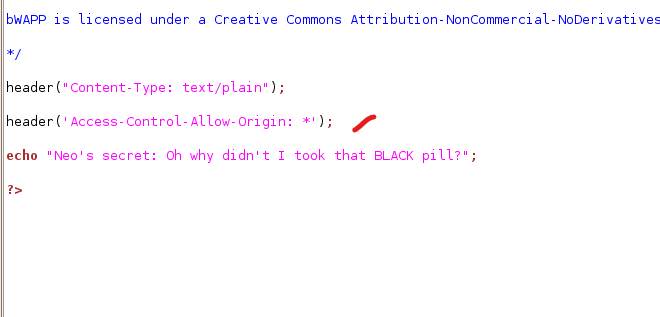 bWAPP is licensed under a Creative Commons Attribution-NonCommercial-NoDerivatives
*/
header("Content-Type: text/plain");
header('Access-Control-Allow-Origin: *');
echo "Neo's secret: Oh why didn't I took that BLACK pill?";
?>